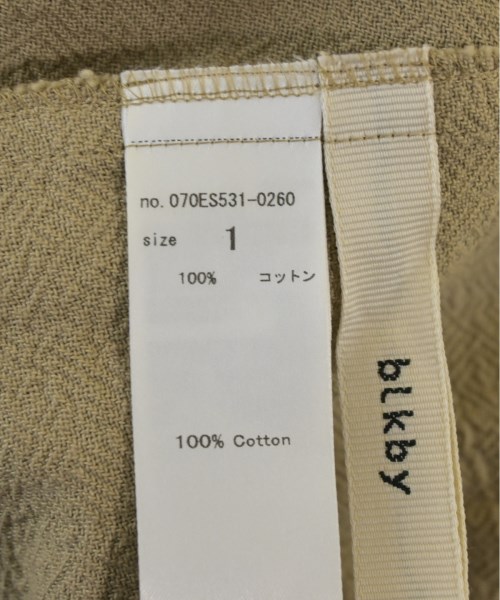 no. 070ES531-0260
size 1
100% コットン
100% Cotton
blkby